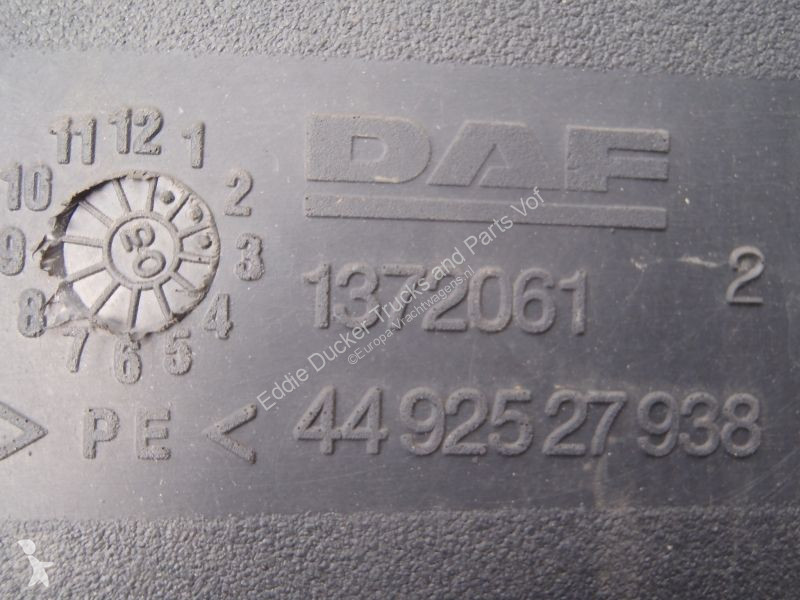 DAF
11 12 1
10 2
9 3
8 4
7 6 5
1372061 2
> PE < 44 925 27 938
Eddie Ducker Trucks and Parts Vof
©Europa Vrachtwagens.nl